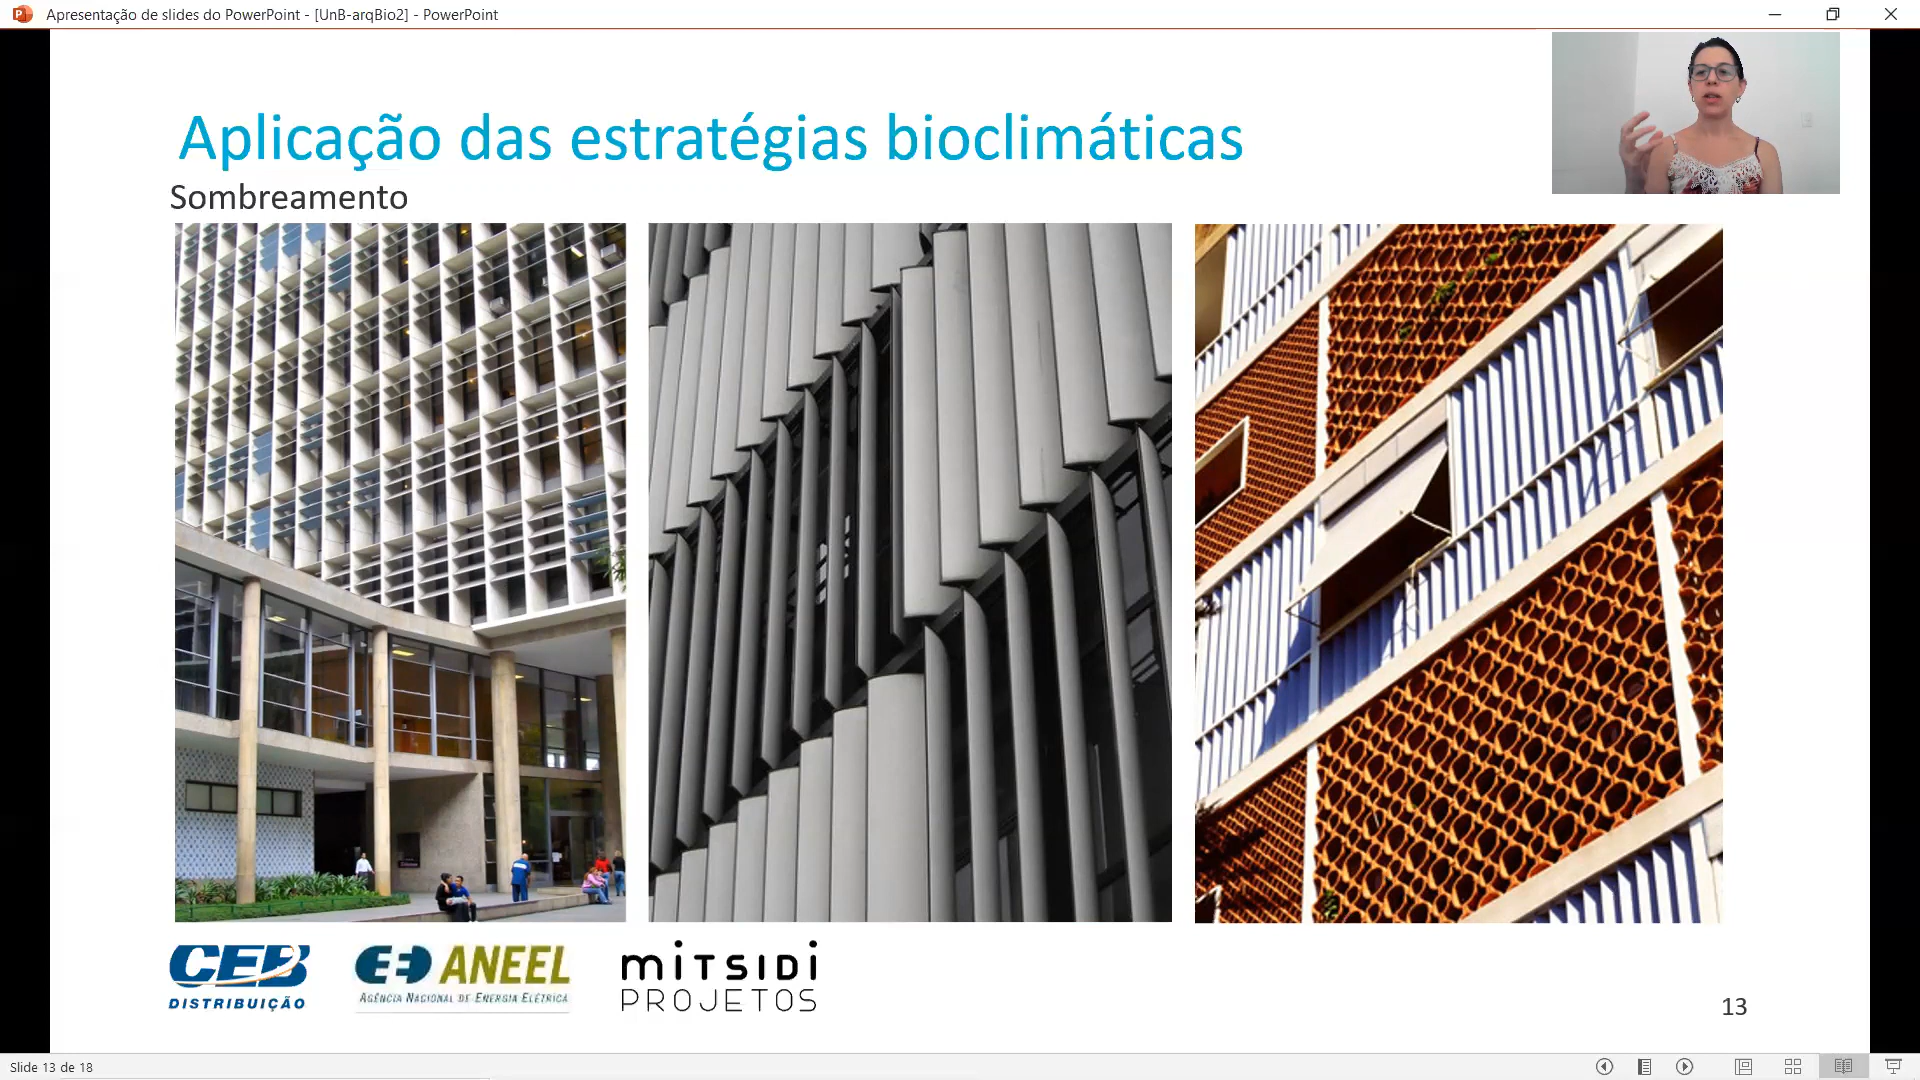 Apresentação de slides do PowerPoint - [UnB-arqBio2] - PowerPoint
Aplicação das estratégias bioclimáticas
Sombreamento
CEB
DISTRIBUIÇÃO
ANEEL
AGÊNCIA NACIONAL DE ENERGIA ELÉTRICA
MITSIDI
PROJETOS
13
Slide 13 de 18